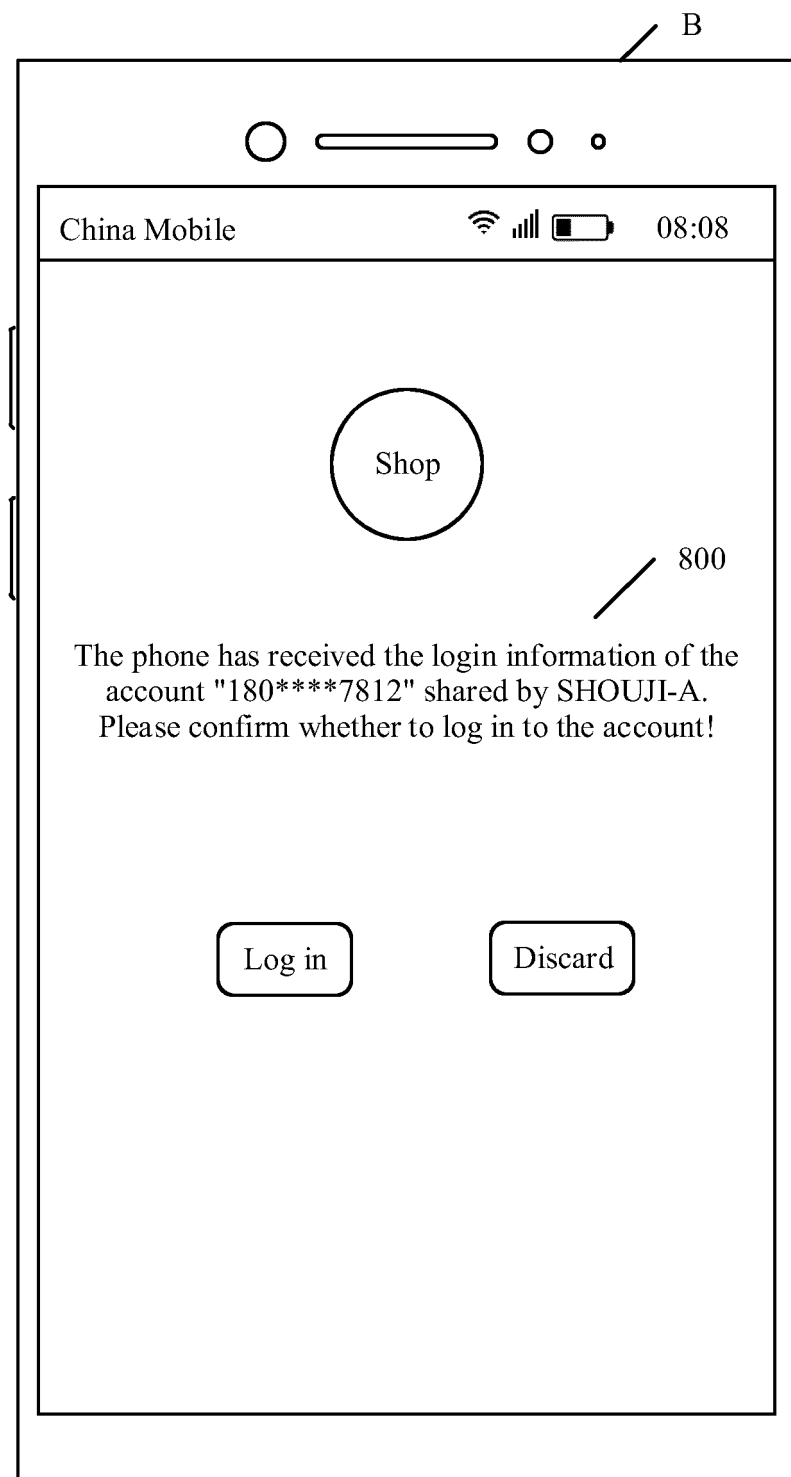 B
China Mobile 08:08
Shop
800
The phone has received the login information of the
account "180****7812" shared by SHOUJI-A.
Please confirm whether to log in to the account!
Log in Discard